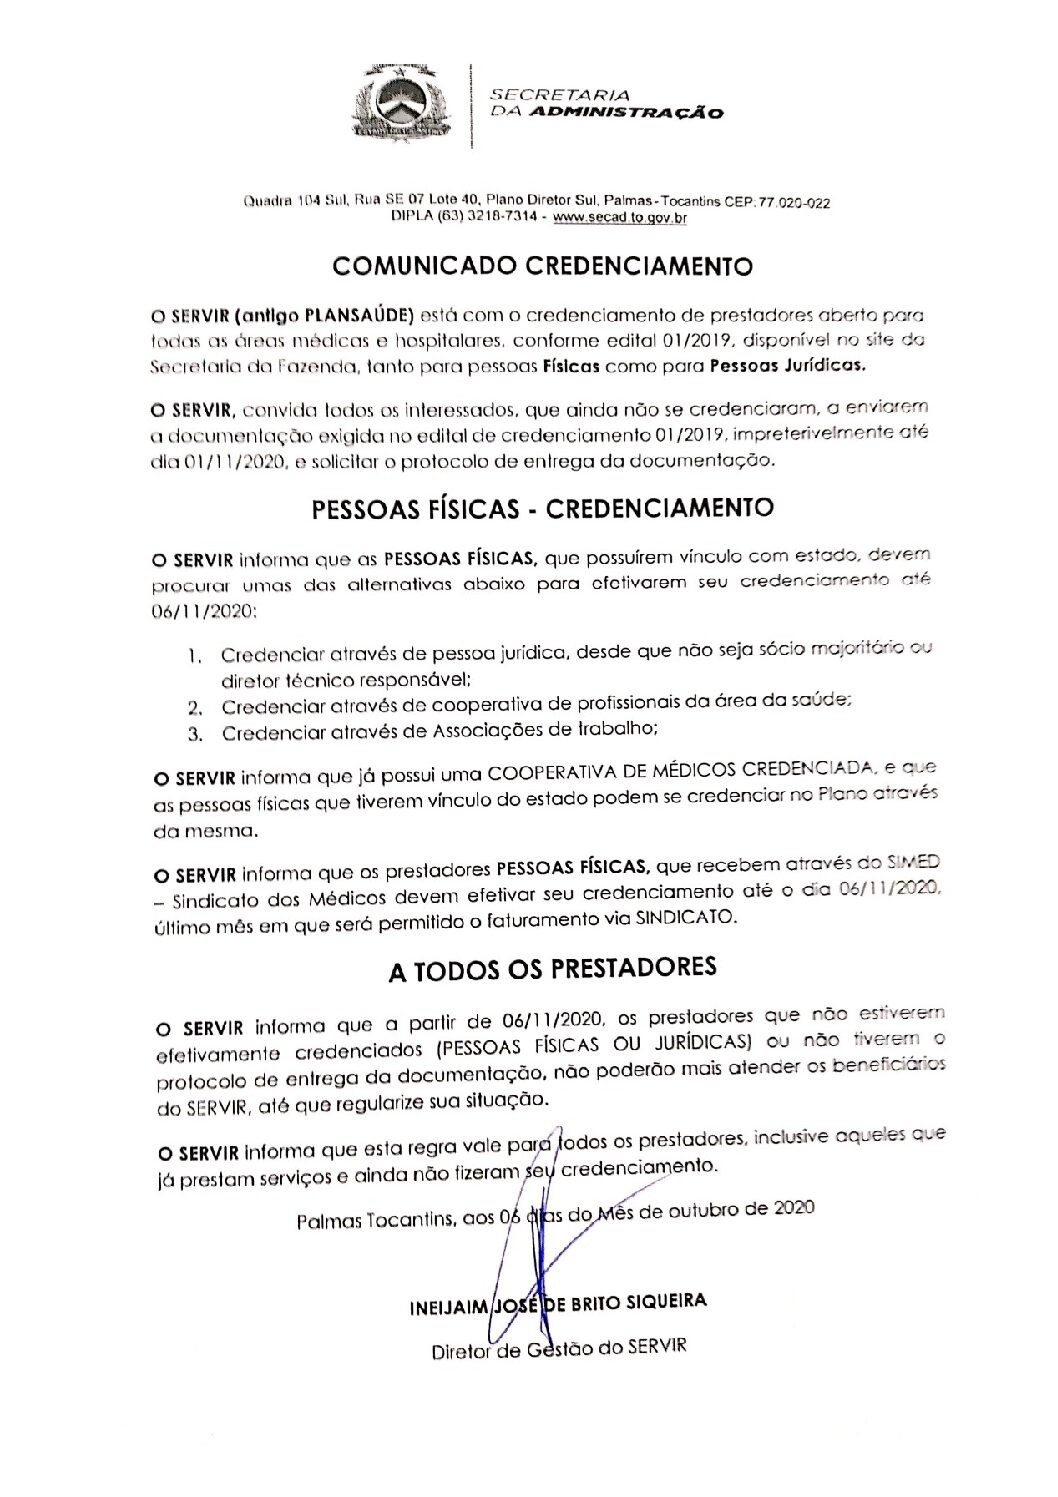 SECRETARIA
DA ADMINISTRAÇÃO
Quadra 104 Sul, Rua SE 07 Lote 40, Plano Diretor Sul, Palmas-Tocantins CEP: 77.020-022
DIPLA (63) 3218-7314 - www.secad.to.gov.br
COMUNICADO CREDENCIAMENTO
O SERVIR (antigo PLANSAÚDE) está com o credenciamento de prestadores aberto para
todas as áreas médicas e hospitalares, conforme edital 01/2019, disponível no site da
Secretaria da Fazenda, tanto para pessoas Físicas como para Pessoas Jurídicas.
O SERVIR, convida todos os interessados, que ainda não se credenciaram, a enviarem
a documentação exigida no edital de credenciamento 01/2019, impreterivelmente até
dia 01/11/2020, e solicitar o protocolo de entrega da documentação.
PESSOAS FÍSICAS - CREDENCIAMENTO
O SERVIR informa que as PESSOAS FÍSICAS, que possuírem vínculo com estado, devem
procurar umas das alternativas abaixo para efetivarem seu credenciamento até
06/11/2020:
1. Credenciar através de pessoa jurídica, desde que não seja sócio majoritário ou
diretor técnico responsável;
2. Credenciar através de cooperativa de profissionais da área da saúde;
3. Credenciar através de Associações de trabalho;
O SERVIR informa que já possui uma COOPERATIVA DE MÉDICOS CREDENCIADA, e que
as pessoas físicas que tiverem vínculo do estado podem se credenciar no Plano através
da mesma.
O SERVIR informa que os prestadores PESSOAS FÍSICAS, que recebem através do SIMED
– Sindicato dos Médicos devem efetivar seu credenciamento até o dia 06/11/2020,
último mês em que será permitido o faturamento via SINDICATO.
A TODOS OS PRESTADORES
O SERVIR informa que a partir de 06/11/2020, os prestadores que não estiverem
efetivamente credenciados (PESSOAS FÍSICAS OU JURÍDICAS) ou não tiverem o
protocolo de entrega da documentação, não poderão mais atender os beneficiários
do SERVIR, até que regularize sua situação.
O SERVIR informa que esta regra vale para todos os prestadores, inclusive aqueles que
já prestam serviços e ainda não fizeram seu credenciamento.
Palmas Tocantins, aos 06 dias do Mês de outubro de 2020
INEIJAIM JOSÉ DE BRITO SIQUEIRA
Diretor de Gestão do SERVIR